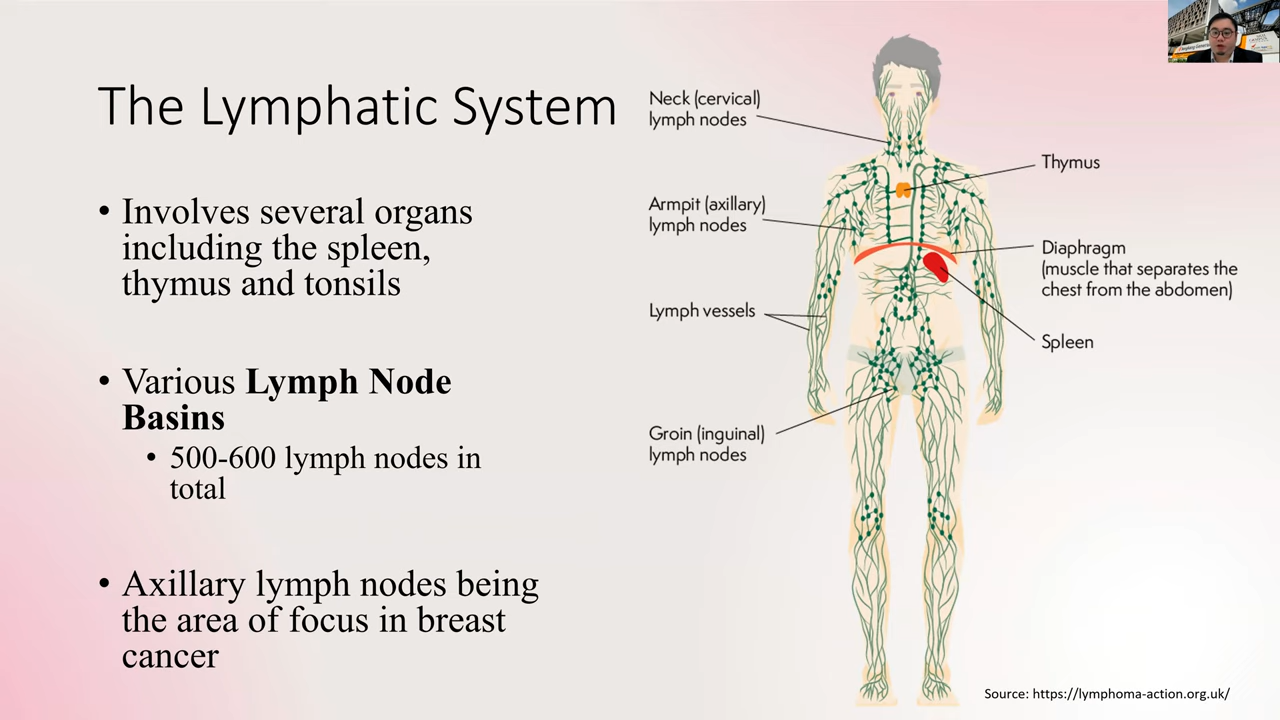 The Lymphatic System
• Involves several organs
including the spleen,
thymus and tonsils
• Various Lymph Node
Basins
• 500-600 lymph nodes in
total
• Axillary lymph nodes being
the area of focus in breast
cancer
Neck (cervical)
lymph nodes
Armpit (axillary)
lymph nodes
Lymph vessels
Groin (inguinal)
lymph nodes
Thymus
Diaphragm
(muscle that separates the
chest from the abdomen)
Spleen
Source: https://lymphoma-action.org.uk/